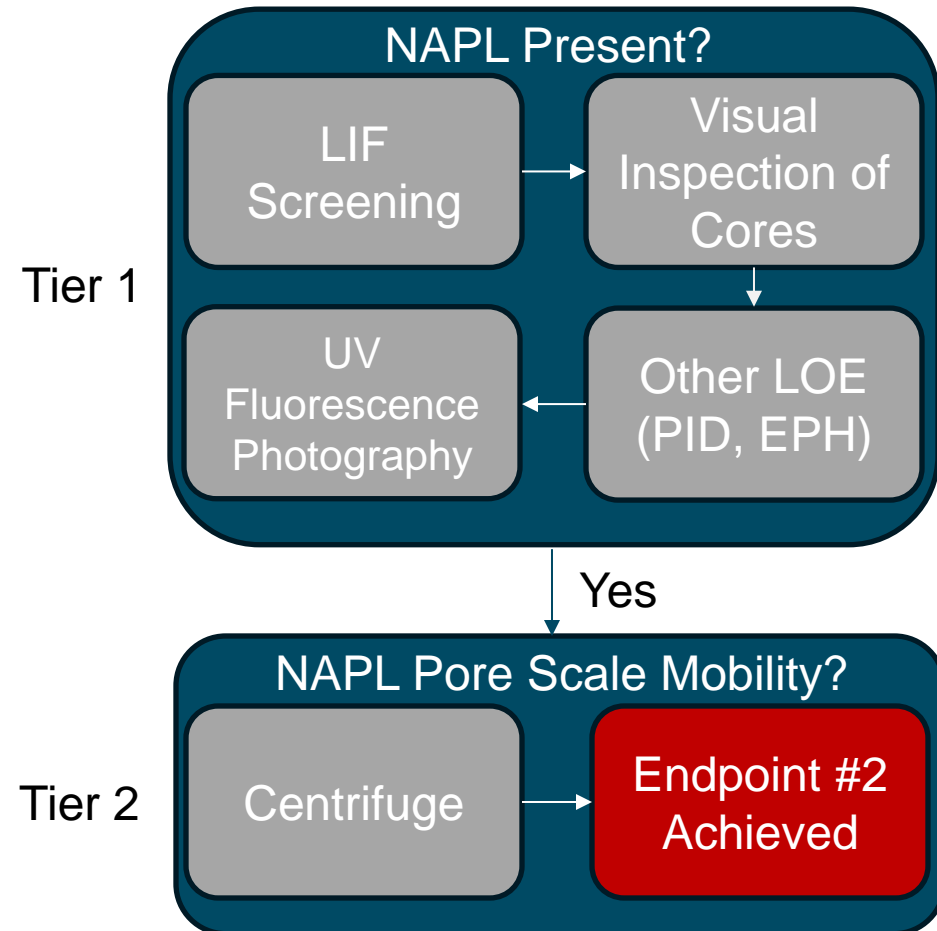 NAPL Present?
LIF
Screening
Visual
Inspection of
Cores
Tier 1
UV
Fluorescence
Photography
Other LOE
(PID, EPH)
Yes
NAPL Pore Scale Mobility?
Tier 2
Centrifuge
Endpoint #2
Achieved